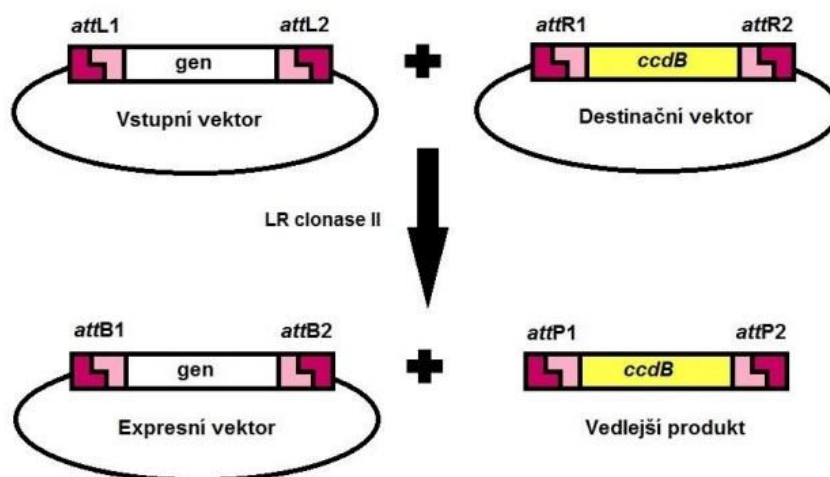 attL1 attL2 attR1 attR2
gen ccdB
Vstupní vektor Destinační vektor
LR clonase II
attB1 attB2 attP1 attP2
gen ccdB
Expresní vektor Vedlejší produkt